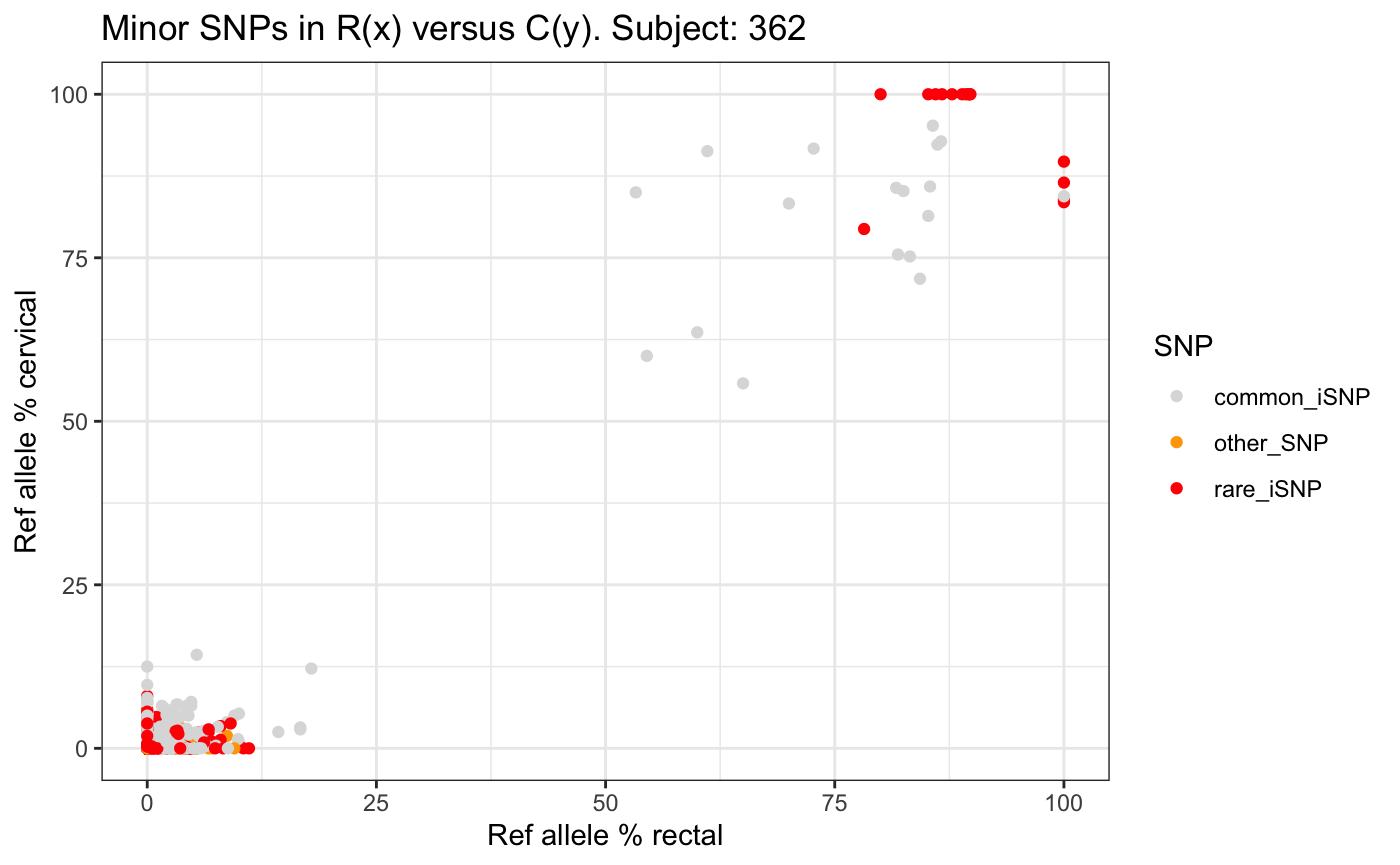 Minor SNPs in R(x) versus C(y). Subject: 362
Ref allele % cervical
100
75
50
25
0
0 25 50 75 100
Ref allele % rectal
SNP
common_iSNP
other_SNP
rare_iSNP